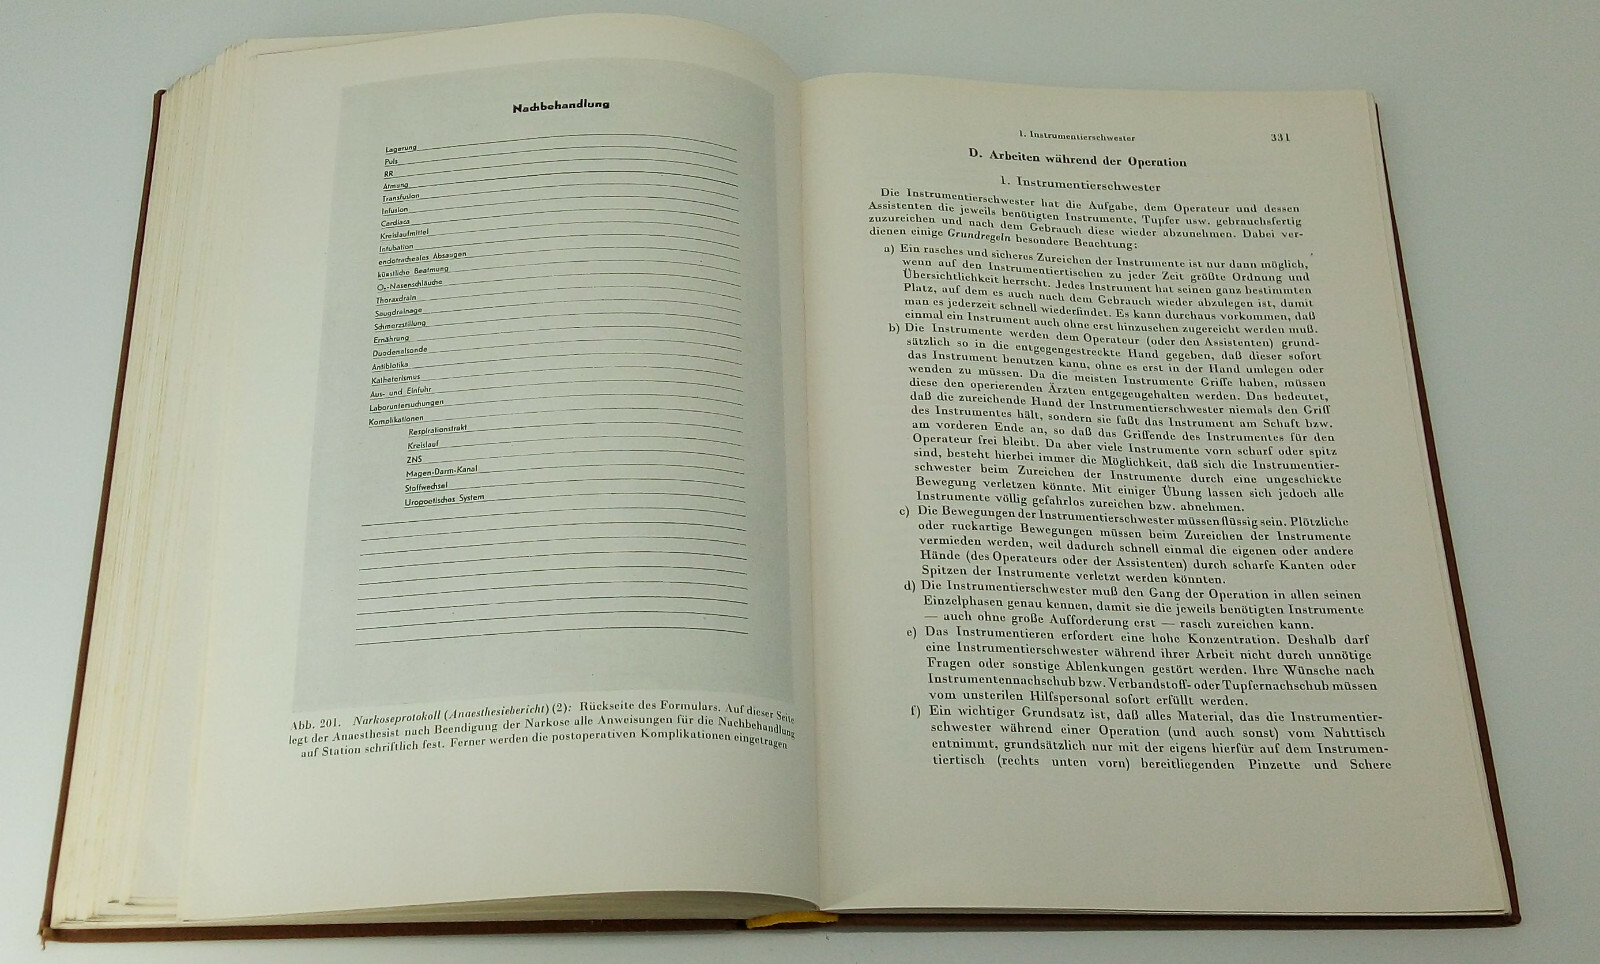 Nachbehandlung
Lagerung
Puls
RR
Atmung
Transfusion
Infusion
Cardiaca
Kreislaufmittel
Intubation
endotracheales Absaugen
künstliche Beatmung
O₂-Nasenschläuche
Thoraxdrain
Saugdrainage
Schmerzstillung
Ernährung
Duodenalsonde
Antibiotika
Katheterismus
Aus- und Einfuhr
Laboruntersuchungen
Komplikationen
Respirationstrakt
Kreislauf
ZNS
Magen-Darm-Kanal
Stoffwechsel
Uropoetisches System
Abb. 201. Narkoseprotokoll (Anaesthesiebericht) (2): Rückseite des Formulars. Auf dieser Seite
legt der Anaesthesist nach Beendigung der Narkose alle Anweisungen für die Nachbehandlung
auf Station schriftlich fest. Ferner werden die postoperativen Komplikationen eingetragen
1. Instrumentierschwester 331
D. Arbeiten während der Operation
1. Instrumentierschwester
Die Instrumentierschwester hat die Aufgabe, dem Operateur und dessen
Assistenten die jeweils benötigten Instrumente, Tupfer usw. gebrauchsfertig
zuzureichen und nach dem Gebrauch diese wieder abzunehmen. Dabei ver-
dienen einige Grundregeln besondere Beachtung:
a) Ein rasches und sicheres Zureichen der Instrumente ist nur dann möglich,
wenn auf den Instrumentiertischen zu jeder Zeit größte Ordnung und
Übersichtlichkeit herrscht. Jedes Instrument hat seinen ganz bestimmten
Platz, auf dem es auch nach dem Gebrauch wieder abzulegen ist, damit
man es jederzeit schnell wiederfindet. Es kann durchaus vorkommen, daß
einmal ein Instrument auch ohne erst hinzusehen zugereicht werden muß.
b) Die Instrumente werden dem Operateur (oder den Assistenten) grund-
sätzlich so in die entgegengestreckte Hand gegeben, daß dieser sofort
das Instrument benutzen kann, ohne es erst in der Hand umlegen oder
wenden zu müssen. Da die meisten Instrumente Griffe haben, müssen
diese den operierenden Ärzten entgegengehalten werden. Das bedeutet,
daß die zureichende Hand der Instrumentierschwester niemals den Griff
des Instrumentes hält, sondern sie faßt das Instrument am Schaft bzw.
am vorderen Ende an, so daß das Griffende des Instrumentes für den
Operateur frei bleibt. Da aber viele Instrumente vorn scharf oder spitz
sind, besteht hierbei immer die Möglichkeit, daß sich die Instrumentier-
schwester beim Zureichen der Instrumente durch eine ungeschickte
Bewegung verletzen könnte. Mit einiger Übung lassen sich jedoch alle
Instrumente völlig gefahrlos zureichen bzw. abnehmen.
c) Die Bewegungen der Instrumentierschwester müssen flüssig sein. Plötzliche
oder ruckartige Bewegungen müssen beim Zureichen der Instrumente
vermieden werden, weil dadurch schnell einmal die eigenen oder andere
Hände (des Operateurs oder der Assistenten) durch scharfe Kanten oder
Spitzen der Instrumente verletzt werden könnten.
d) Die Instrumentierschwester muß den Gang der Operation in allen seinen
Einzelphasen genau kennen, damit sie die jeweils benötigten Instrumente
— auch ohne große Aufforderung erst — rasch zureichen kann.
e) Das Instrumentieren erfordert eine hohe Konzentration. Deshalb darf
eine Instrumentierschwester während ihrer Arbeit nicht durch unnötige
Fragen oder sonstige Ablenkungen gestört werden. Ihre Wünsche nach
Instrumentennachschub bzw. Verbandstoff- oder Tupfernachschub müssen
vom unsterilen Hilfspersonal sofort erfüllt werden.
f) Ein wichtiger Grundsatz ist, daß alles Material, das die Instrumentier-
schwester während einer Operation (und auch sonst) vom Nahttisch
entnimmt, grundsätzlich nur mit der eigens hierfür auf dem Instrumen-
tiertisch (rechts unten vorn) bereitliegenden Pinzette und Schere